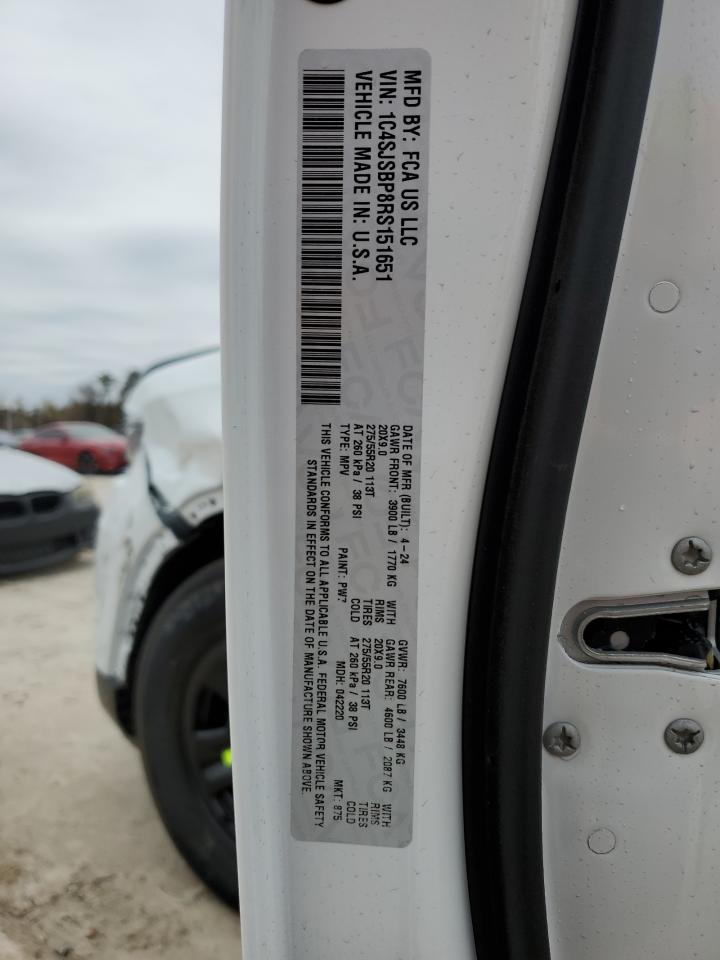 MFD BY: FCA US LLC
VIN: 1C4SJSBP8RS151651
VEHICLE MADE IN: U.S.A.
DATE OF MFR (BUILT): 4-24 GVWR: 7600 LB / 3448 KG
GAWR FRONT: 3900 LB / 1770 KG WITH GAWR REAR: 4600 LB / 2087 KG WITH
20X9.0 RIMS 20X9.0 RIMS
275/55R20 113T TIRES 275/55R20 113T TIRES
AT 260 kPa / 38 PSI COLD AT 260 kPa / 38 PSI COLD
TYPE: MPV PAINT: PW7 MDH: 042220 MKT: 875
THIS VEHICLE CONFORMS TO ALL APPLICABLE U.S.A. FEDERAL MOTOR VEHICLE SAFETY
STANDARDS IN EFFECT ON THE DATE OF MANUFACTURE SHOWN ABOVE.